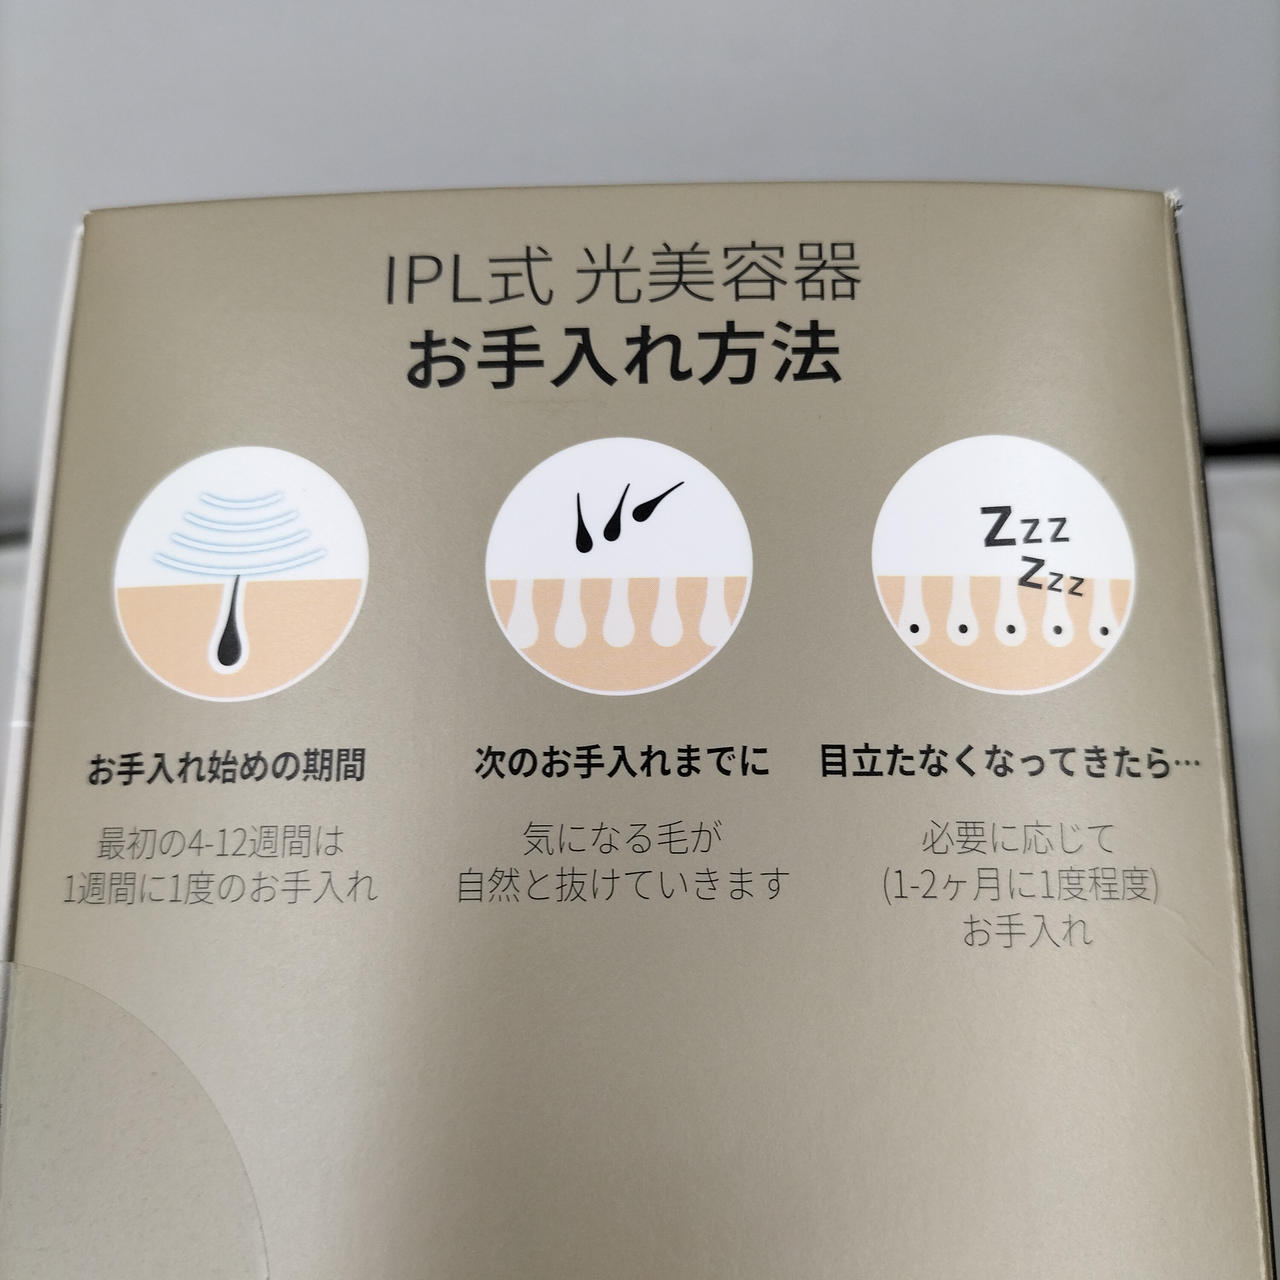 IPL式 光美容器
お手入れ方法
Zzz
Zzz
お手入れ始めの期間
最初の4-12週間は
1週間に1度のお手入れ
次のお手入れまでに
気になる毛が
自然と抜けていきます
目立たなくなってきたら…
必要に応じて
(1-2ヶ月に1度程度)
お手入れ